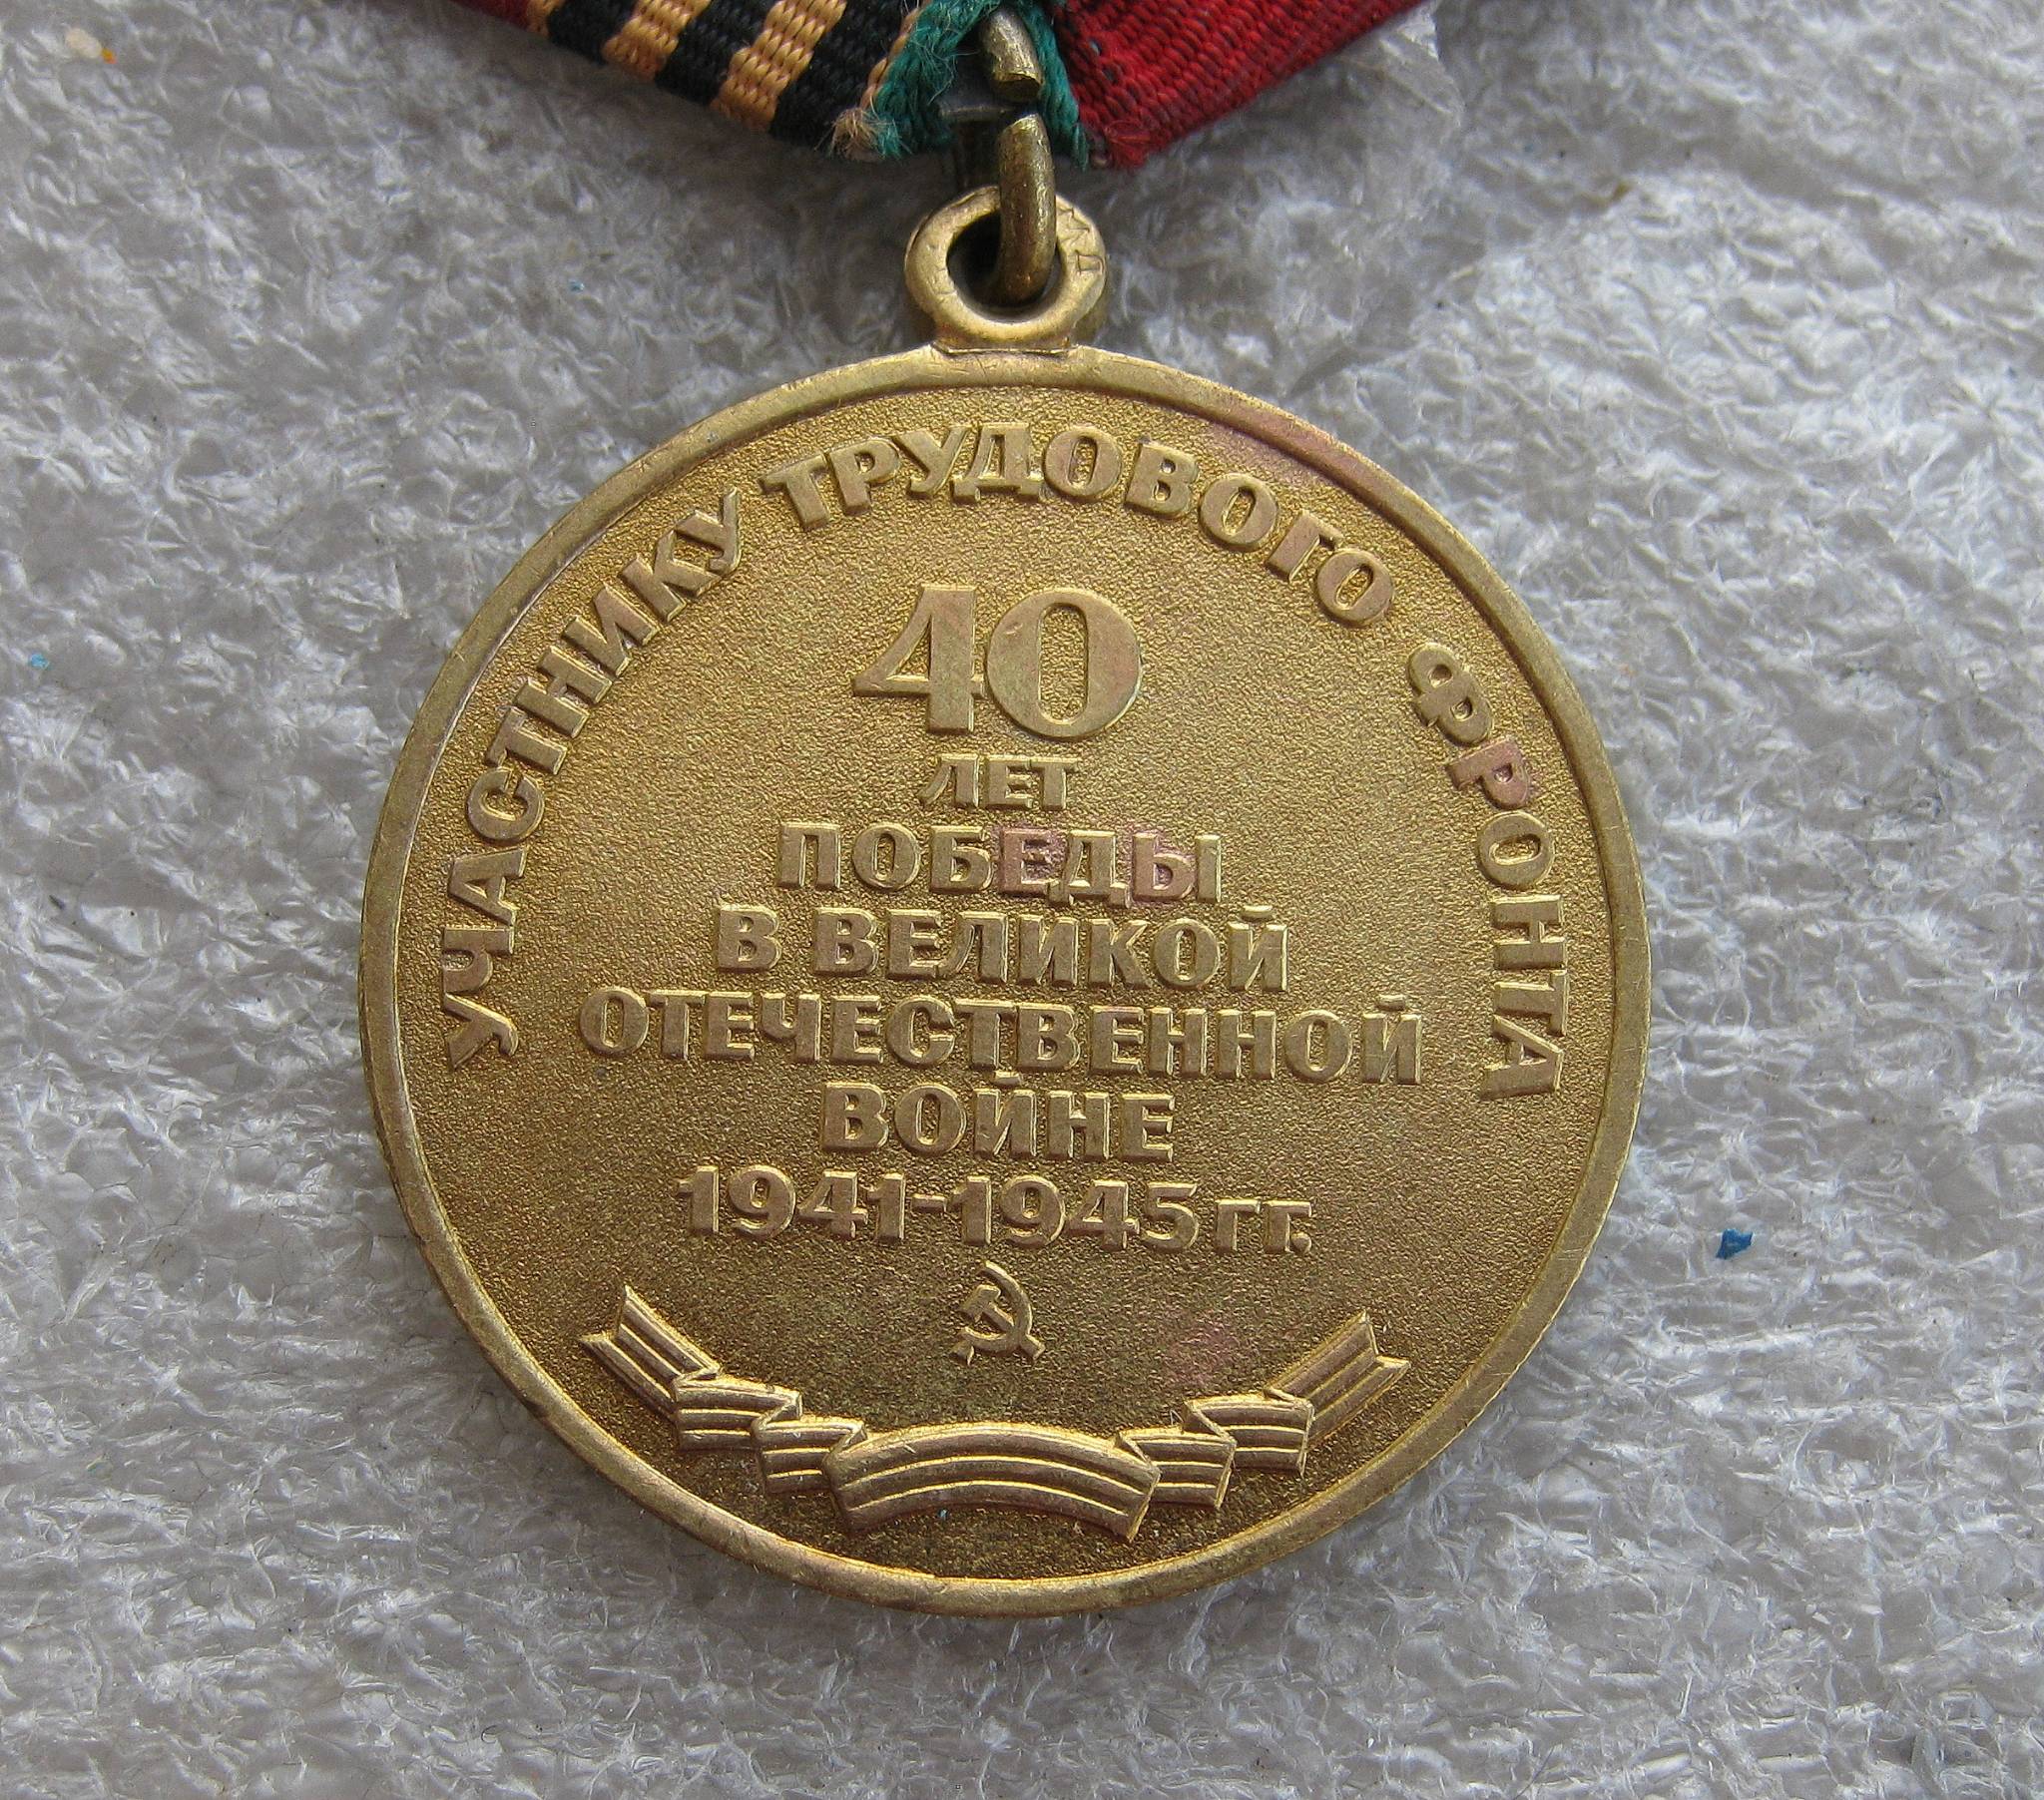 УЧАСТНИКУ ТРУДОВОГО ФРОНТА
40
ЛЕТ
ПОБЕДЫ
В ВЕЛИКОЙ
ОТЕЧЕСТВЕННОЙ
ВОЙНЕ
1941-1945 гг.